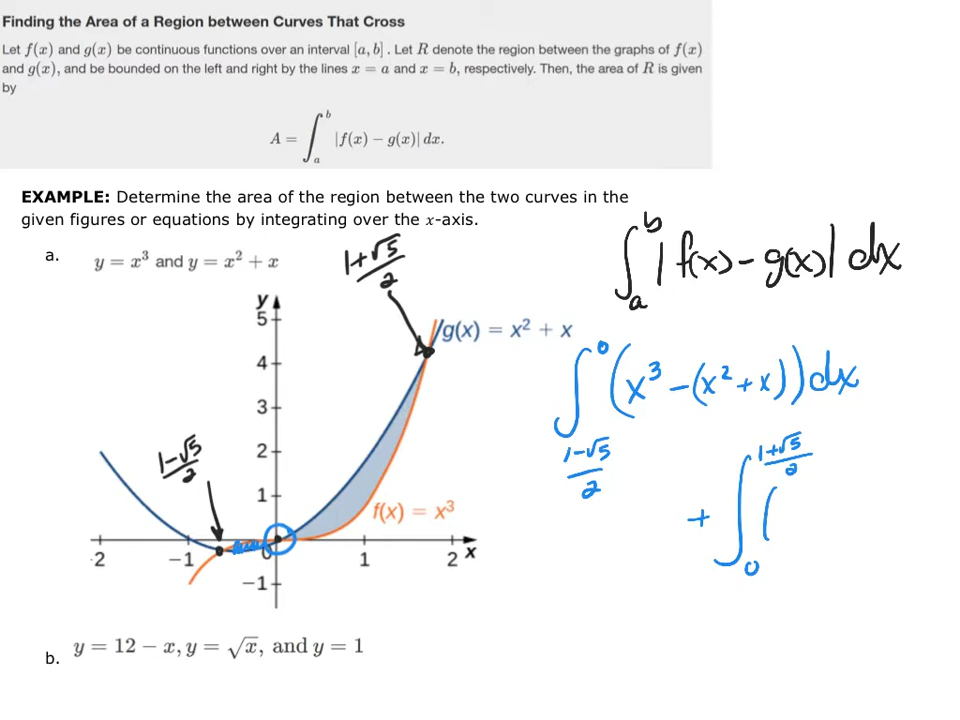 Finding the Area of a Region between Curves That Cross
Let f(x) and g(x) be continuous functions over an interval [a, b] . Let R denote the region between the graphs of f(x)
and g(x), and be bounded on the left and right by the lines x = a and x = b, respectively. Then, the area of R is given
by
A = ∫_a^b |f(x) − g(x)| dx.
EXAMPLE: Determine the area of the region between the two curves in the
given figures or equations by integrating over the x-axis.
a. y = x³ and y = x² + x
∫_a^b | f(x) - g(x) | dx
(1+√5)/2
y
5
4
3
2
1
-1
g(x) = x² + x
∫_{(1-√5)/2}^0 (x³ - (x² + x)) dx
(1-√5)/2
f(x) = x³
+ ∫_0^{(1+√5)/2} (
-2 −1 0 1 2 x
b. y = 12 − x, y = √x, and y = 1